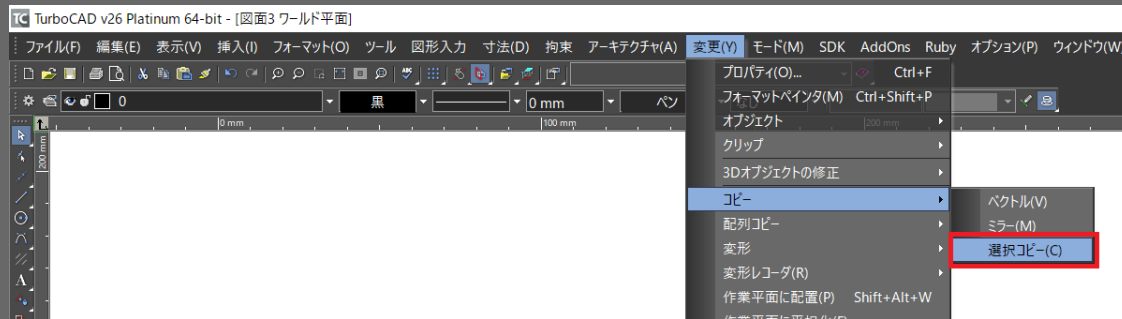 TC TurboCAD v26 Platinum 64-bit - [図面3 ワールド平面]
ファイル(F) 編集(E) 表示(V) 挿入(I) フォーマット(O) ツール 図形入力 寸法(D) 拘束 アーキテクチャ(A) 変更(Y) モード(M) SDK AddOns Ruby オプション(P) ウィンドウ(W)
プロパティ(O)... Ctrl+F
0 黒 0 mm ペン
フォーマットペインタ(M) Ctrl+Shift+P
なし
0 mm 100 mm 200 mm
オブジェクト
200 mm
クリップ
3Dオブジェクトの修正
コピー
ベクトル(V)
配列コピー
ミラー(M)
変形
選択コピー(C)
変形レコーダ(R)
A
作業平面に配置(P) Shift+Alt+W